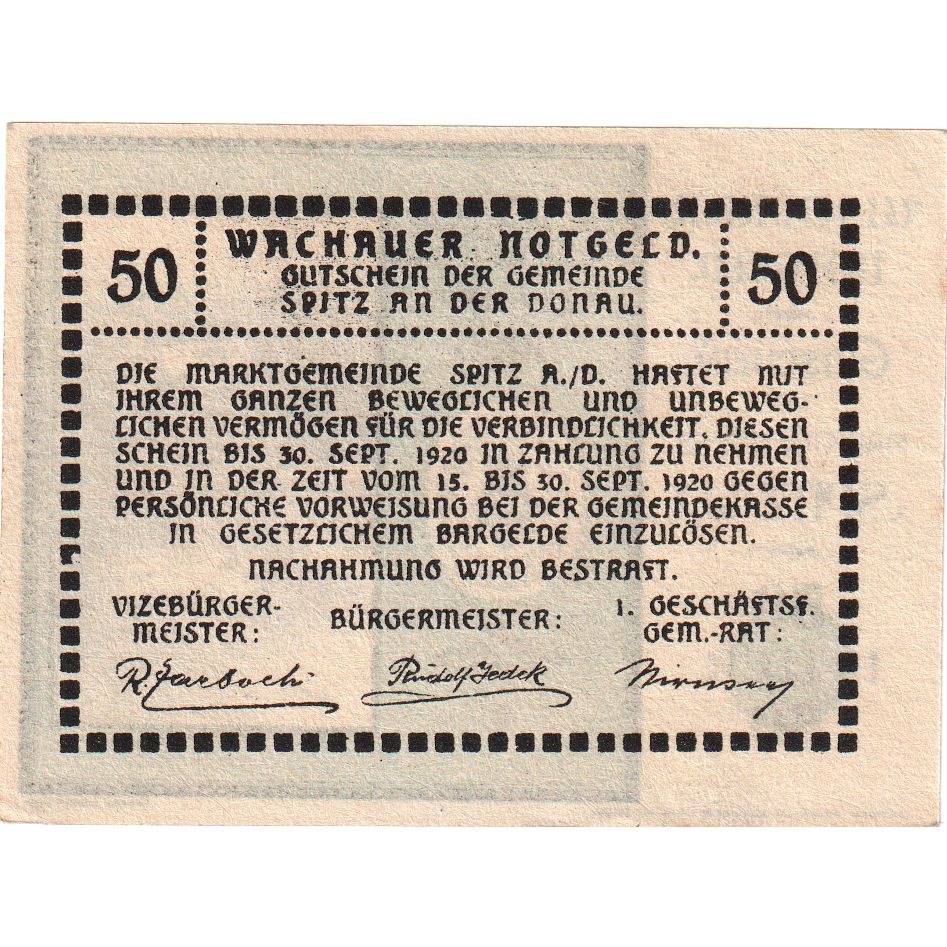 50 WACHAUER NOTGELD. 50
GUTSCHEIN DER GEMEINDE
SPITZ AN DER DONAU.
DIE MARKTGEMEINDE SPITZ A./D. HAFTET MIT
IHREM GANZEN BEWEGLICHEN UND UNBEWEG-
LICHEN VERMÖGEN FÜR DIE VERBINDLICHKEIT, DIESEN
SCHEIN BIS 30. SEPT. 1920 IN ZAHLUNG ZU NEHMEN
UND IN DER ZEIT VOM 15. BIS 30. SEPT. 1920 GEGEN
PERSÖNLICHE VORWEISUNG BEI DER GEMEINDEKASSE
IN GESETZLICHEM BARGELDE EINZULÖSEN.
NACHAHMUNG WIRD BESTRAFT.
VIZEBÜRGER-
MEISTER:
BÜRGERMEISTER:
1. GESCHÄFTSF.
GEM.-RAT:
Rudolf Jedek